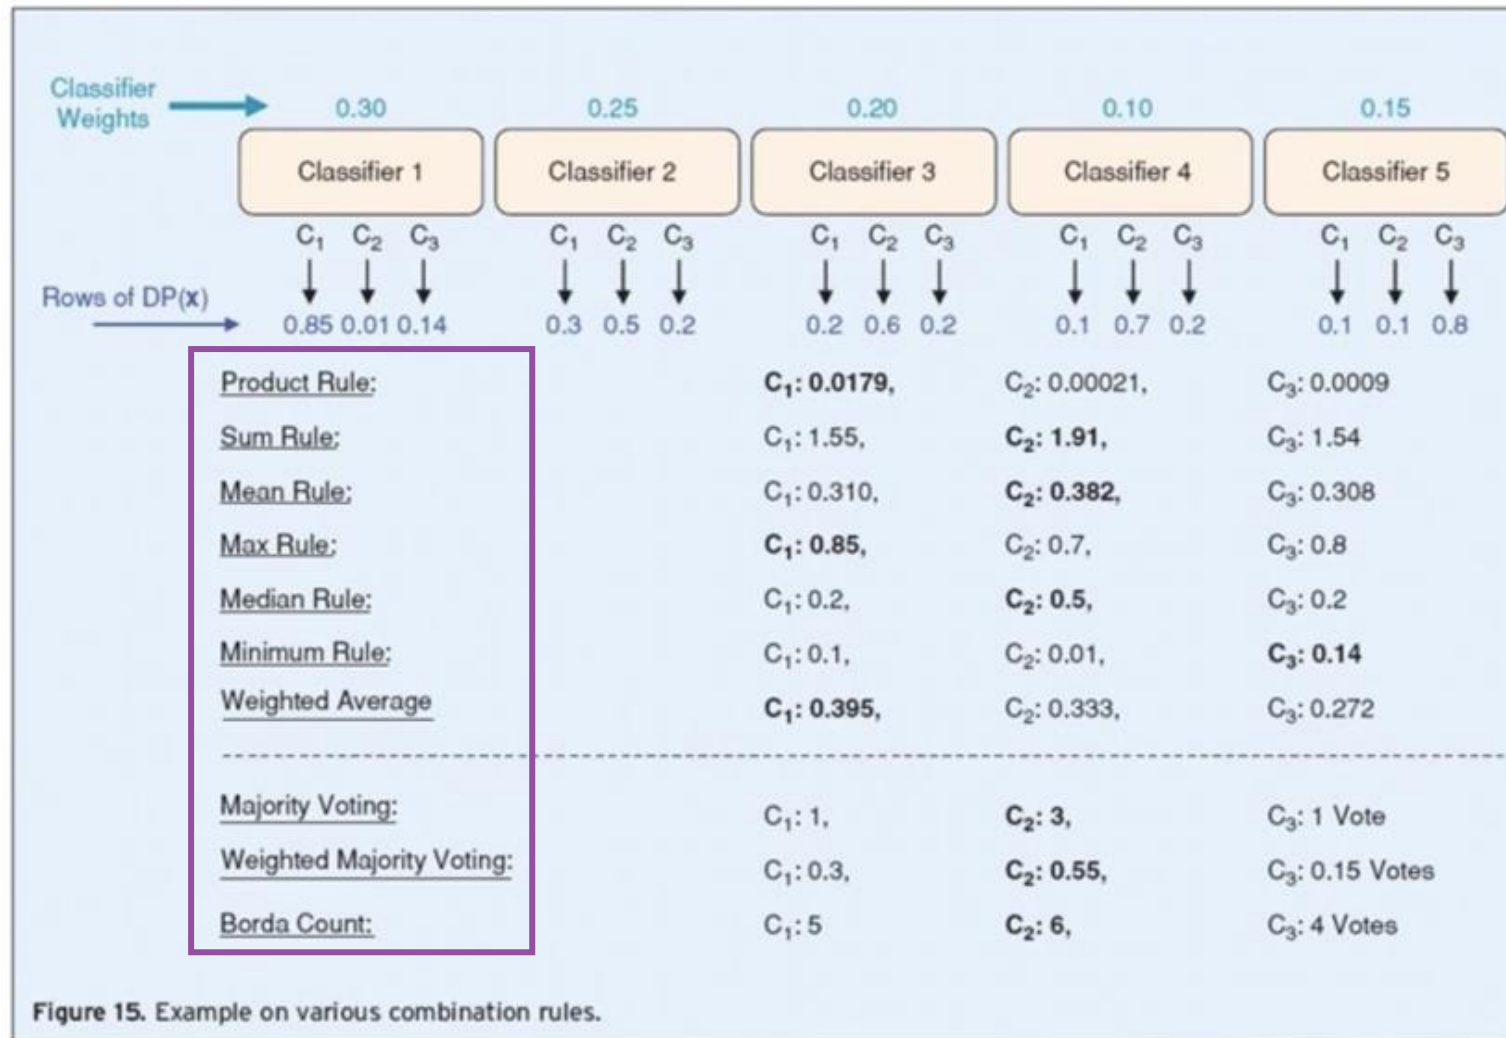 Classifier Weights 0.30 0.25 0.20 0.10 0.15
Classifier 1 Classifier 2 Classifier 3 Classifier 4 Classifier 5
C₁ C₂ C₃ C₁ C₂ C₃ C₁ C₂ C₃ C₁ C₂ C₃ C₁ C₂ C₃
Rows of DP(x)
0.85 0.01 0.14 0.3 0.5 0.2 0.2 0.6 0.2 0.1 0.7 0.2 0.1 0.1 0.8
Product Rule: C₁: 0.0179, C₂: 0.00021, C₃: 0.0009
Sum Rule: C₁: 1.55, C₂: 1.91, C₃: 1.54
Mean Rule: C₁: 0.310, C₂: 0.382, C₃: 0.308
Max Rule: C₁: 0.85, C₂: 0.7, C₃: 0.8
Median Rule: C₁: 0.2, C₂: 0.5, C₃: 0.2
Minimum Rule: C₁: 0.1, C₂: 0.01, C₃: 0.14
Weighted Average C₁: 0.395, C₂: 0.333, C₃: 0.272
Majority Voting: C₁: 1, C₂: 3, C₃: 1 Vote
Weighted Majority Voting: C₁: 0.3, C₂: 0.55, C₃: 0.15 Votes
Borda Count: C₁: 5 C₂: 6, C₃: 4 Votes
Figure 15. Example on various combination rules.